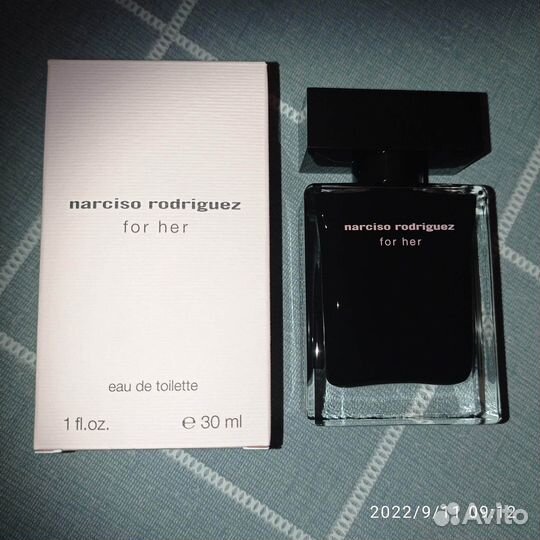 narciso rodriguez
for her
eau de toilette
1 fl.oz. e 30 ml
narciso rodriguez
for her
2022/9/11 09:12
Avito